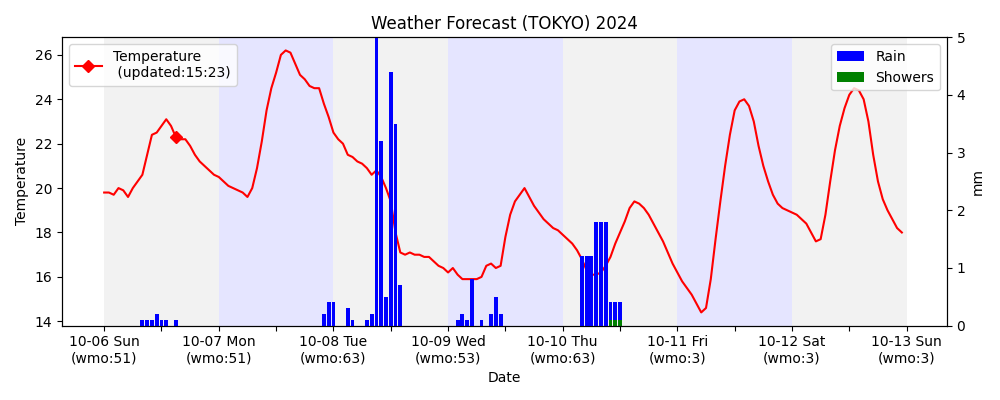 Weather Forecast (TOKYO) 2024
Temperature
(updated:15:23)
Rain
Showers
26
24
22
20
18
16
14
Temperature
5
4
3
2
1
0
mm
10-06 Sun 10-07 Mon 10-08 Tue 10-09 Wed 10-10 Thu 10-11 Fri 10-12 Sat 10-13 Sun
(wmo:51) (wmo:51) (wmo:63) (wmo:53) (wmo:63) (wmo:3) (wmo:3) (wmo:3)
Date